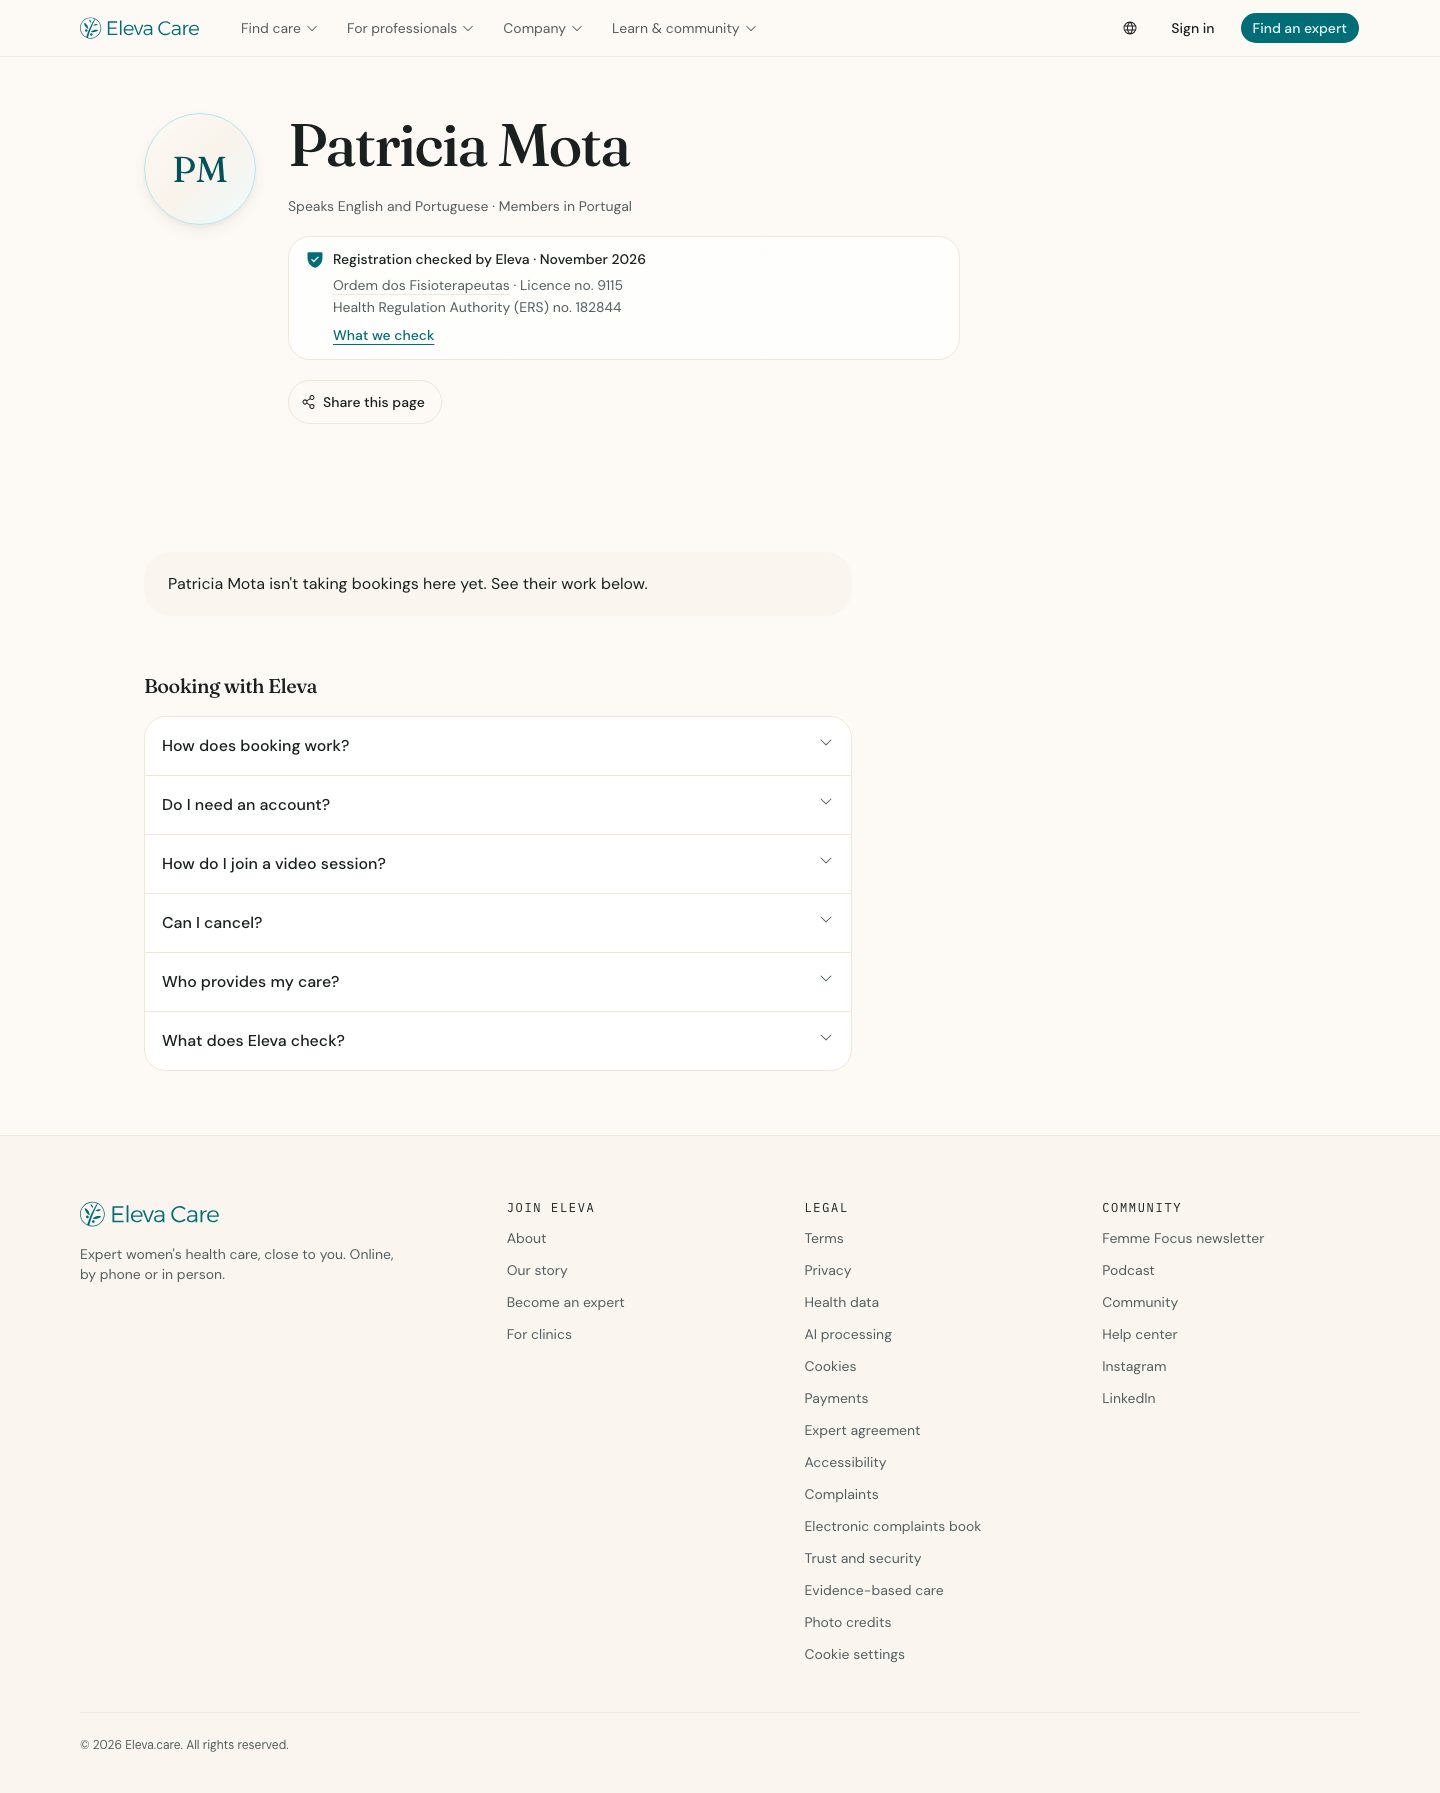 Eleva Care
Find care
For professionals
Company
Learn & community
Sign in
Find an expert
PM
Patricia Mota
Speaks English and Portuguese · Members in Portugal
Registration checked by Eleva · November 2026
Ordem dos Fisioterapeutas · Licence no. 9115
Health Regulation Authority (ERS) no. 182844
What we check
Share this page
Patricia Mota isn't taking bookings here yet. See their work below.
Booking with Eleva
How does booking work?
Do I need an account?
How do I join a video session?
Can I cancel?
Who provides my care?
What does Eleva check?
Eleva Care
Expert women's health care, close to you. Online,
by phone or in person.
JOIN ELEVA
About
Our story
Become an expert
For clinics
LEGAL
Terms
Privacy
Health data
AI processing
Cookies
Payments
Expert agreement
Accessibility
Complaints
Electronic complaints book
Trust and security
Evidence-based care
Photo credits
Cookie settings
COMMUNITY
Femme Focus newsletter
Podcast
Community
Help center
Instagram
LinkedIn
© 2026 Eleva.care. All rights reserved.